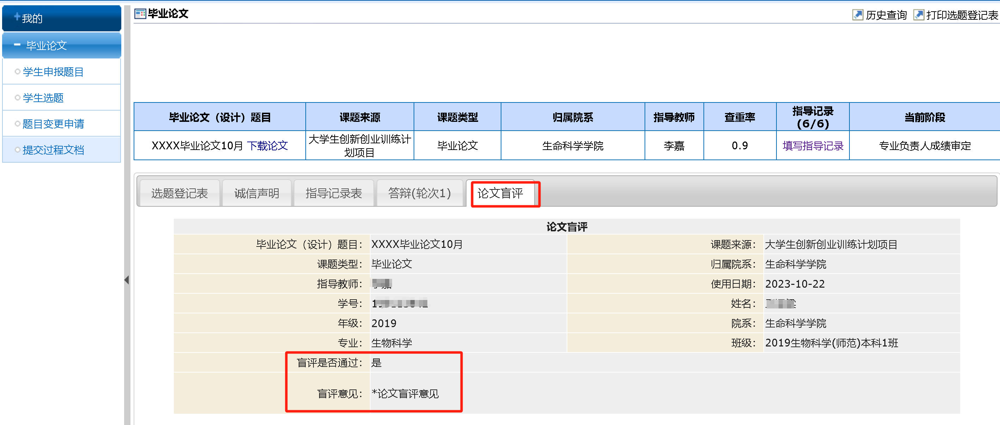 我的
毕业论文
学生申报题目
学生选题
题目变更申请
提交过程文档
毕业论文
历史查询 打印选题登记表
毕业论文（设计）题目 课题来源 课题类型 归属院系 指导教师 查重率 指导记录 (6/6) 当前阶段
XXXX毕业论文10月 下载论文 大学生创新创业训练计划项目 毕业论文 生命科学学院 李嘉 0.9 填写指导记录 专业负责人成绩审定
选题登记表 诚信声明 指导记录表 答辩(轮次1) 论文盲评
论文盲评
毕业论文（设计）题目： XXXX毕业论文10月 课题来源： 大学生创新创业训练计划项目
课题类型： 毕业论文 归属院系： 生命科学学院
指导教师： 使用日期： 2023-10-22
学号： 姓名：
年级： 2019 院系： 生命科学学院
专业： 生物科学 班级： 2019生物科学(师范)本科1班
盲评是否通过： 是
盲评意见： *论文盲评意见